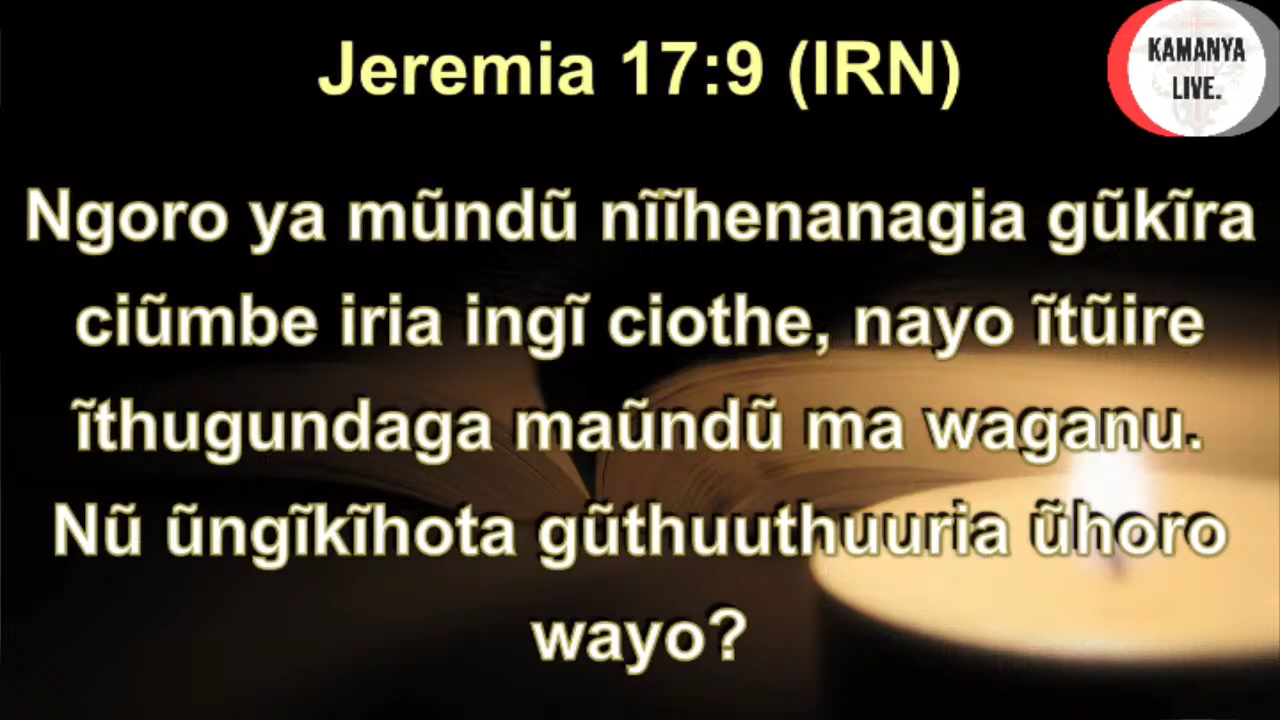 Jeremia 17:9 (IRN)
KAMANYA
LIVE.
Ngoro ya mũndũ nĩĩhenanagia gũkĩra
ciũmbe iria ingĩ ciothe, nayo ĩtũire
ĩthugundaga maũndũ ma waganu.
Nũ ũngĩkĩhota gũthuuthuuria ũhoro
wayo?